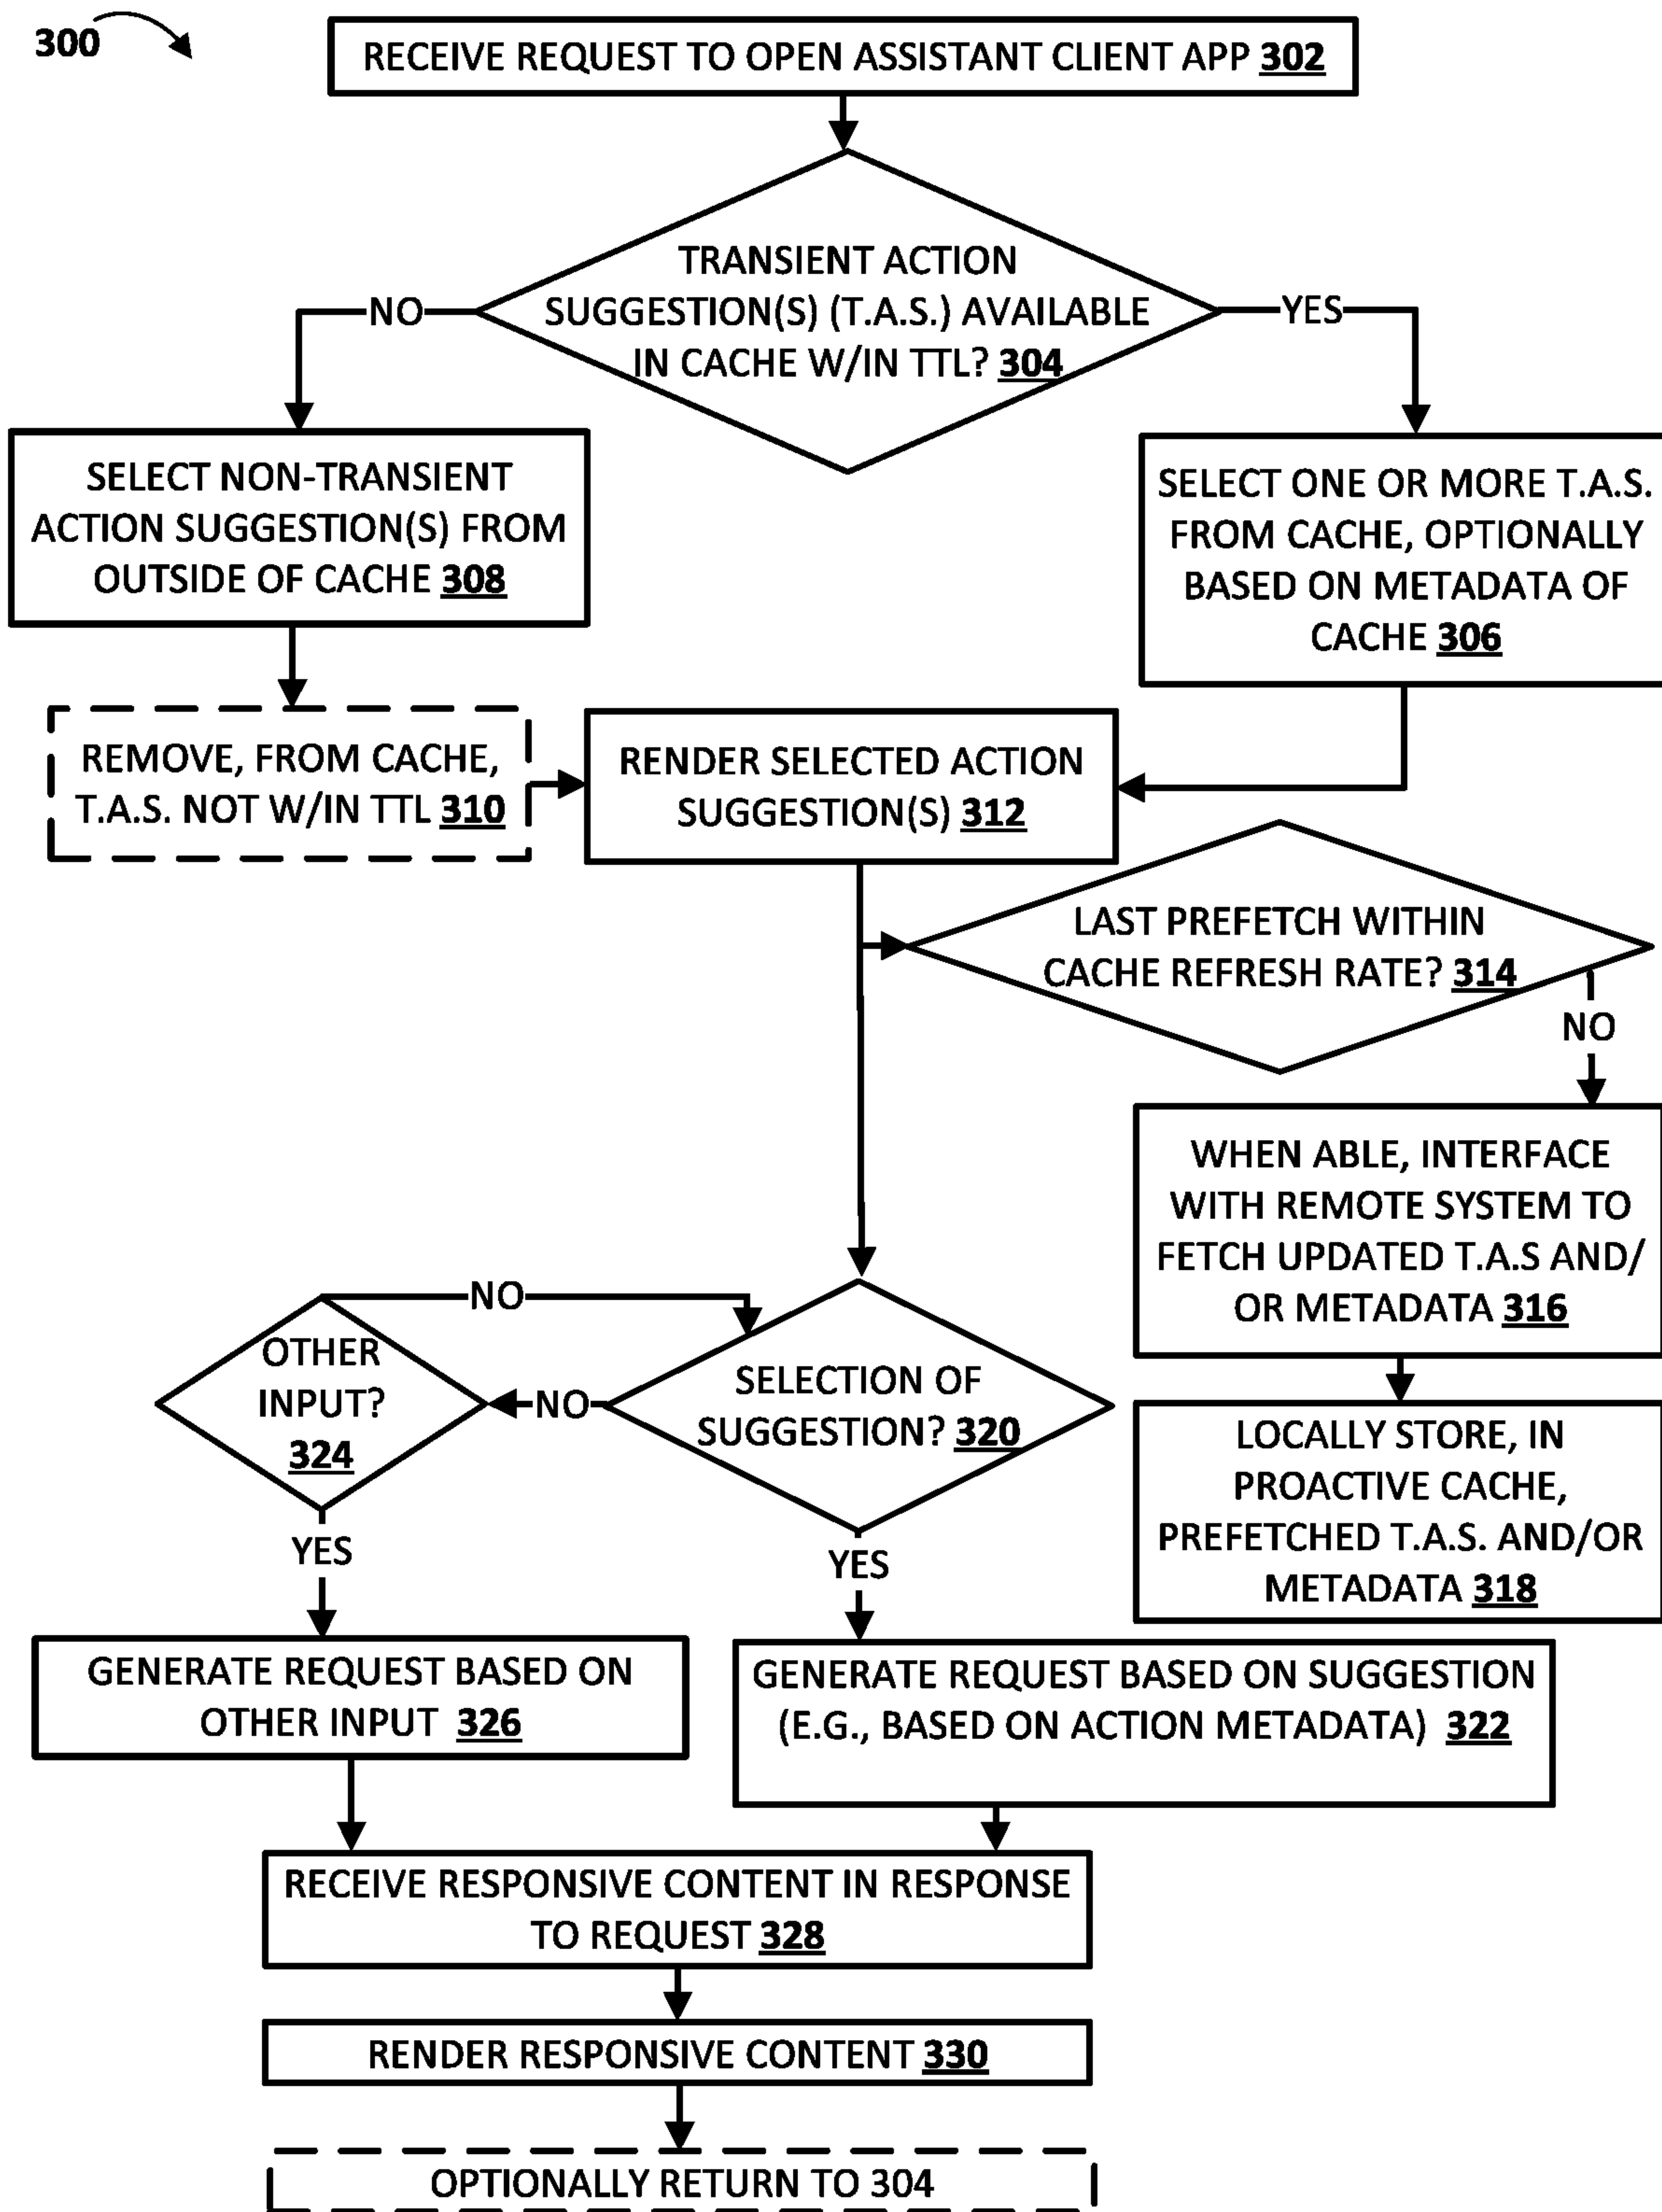 300
RECEIVE REQUEST TO OPEN ASSISTANT CLIENT APP 302
TRANSIENT ACTION
SUGGESTION(S) (T.A.S.) AVAILABLE
IN CACHE W/IN TTL? 304
NO
YES
SELECT NON-TRANSIENT
ACTION SUGGESTION(S) FROM
OUTSIDE OF CACHE 308
SELECT ONE OR MORE T.A.S.
FROM CACHE, OPTIONALLY
BASED ON METADATA OF
CACHE 306
REMOVE, FROM CACHE,
T.A.S. NOT W/IN TTL 310
RENDER SELECTED ACTION
SUGGESTION(S) 312
LAST PREFETCH WITHIN
CACHE REFRESH RATE? 314
NO
WHEN ABLE, INTERFACE
WITH REMOTE SYSTEM TO
FETCH UPDATED T.A.S AND/
OR METADATA 316
LOCALLY STORE, IN
PROACTIVE CACHE,
PREFETCHED T.A.S. AND/OR
METADATA 318
NO
OTHER
INPUT?
324
NO
SELECTION OF
SUGGESTION? 320
YES
YES
GENERATE REQUEST BASED ON
OTHER INPUT 326
GENERATE REQUEST BASED ON SUGGESTION
(E.G., BASED ON ACTION METADATA) 322
RECEIVE RESPONSIVE CONTENT IN RESPONSE
TO REQUEST 328
RENDER RESPONSIVE CONTENT 330
OPTIONALLY RETURN TO 304